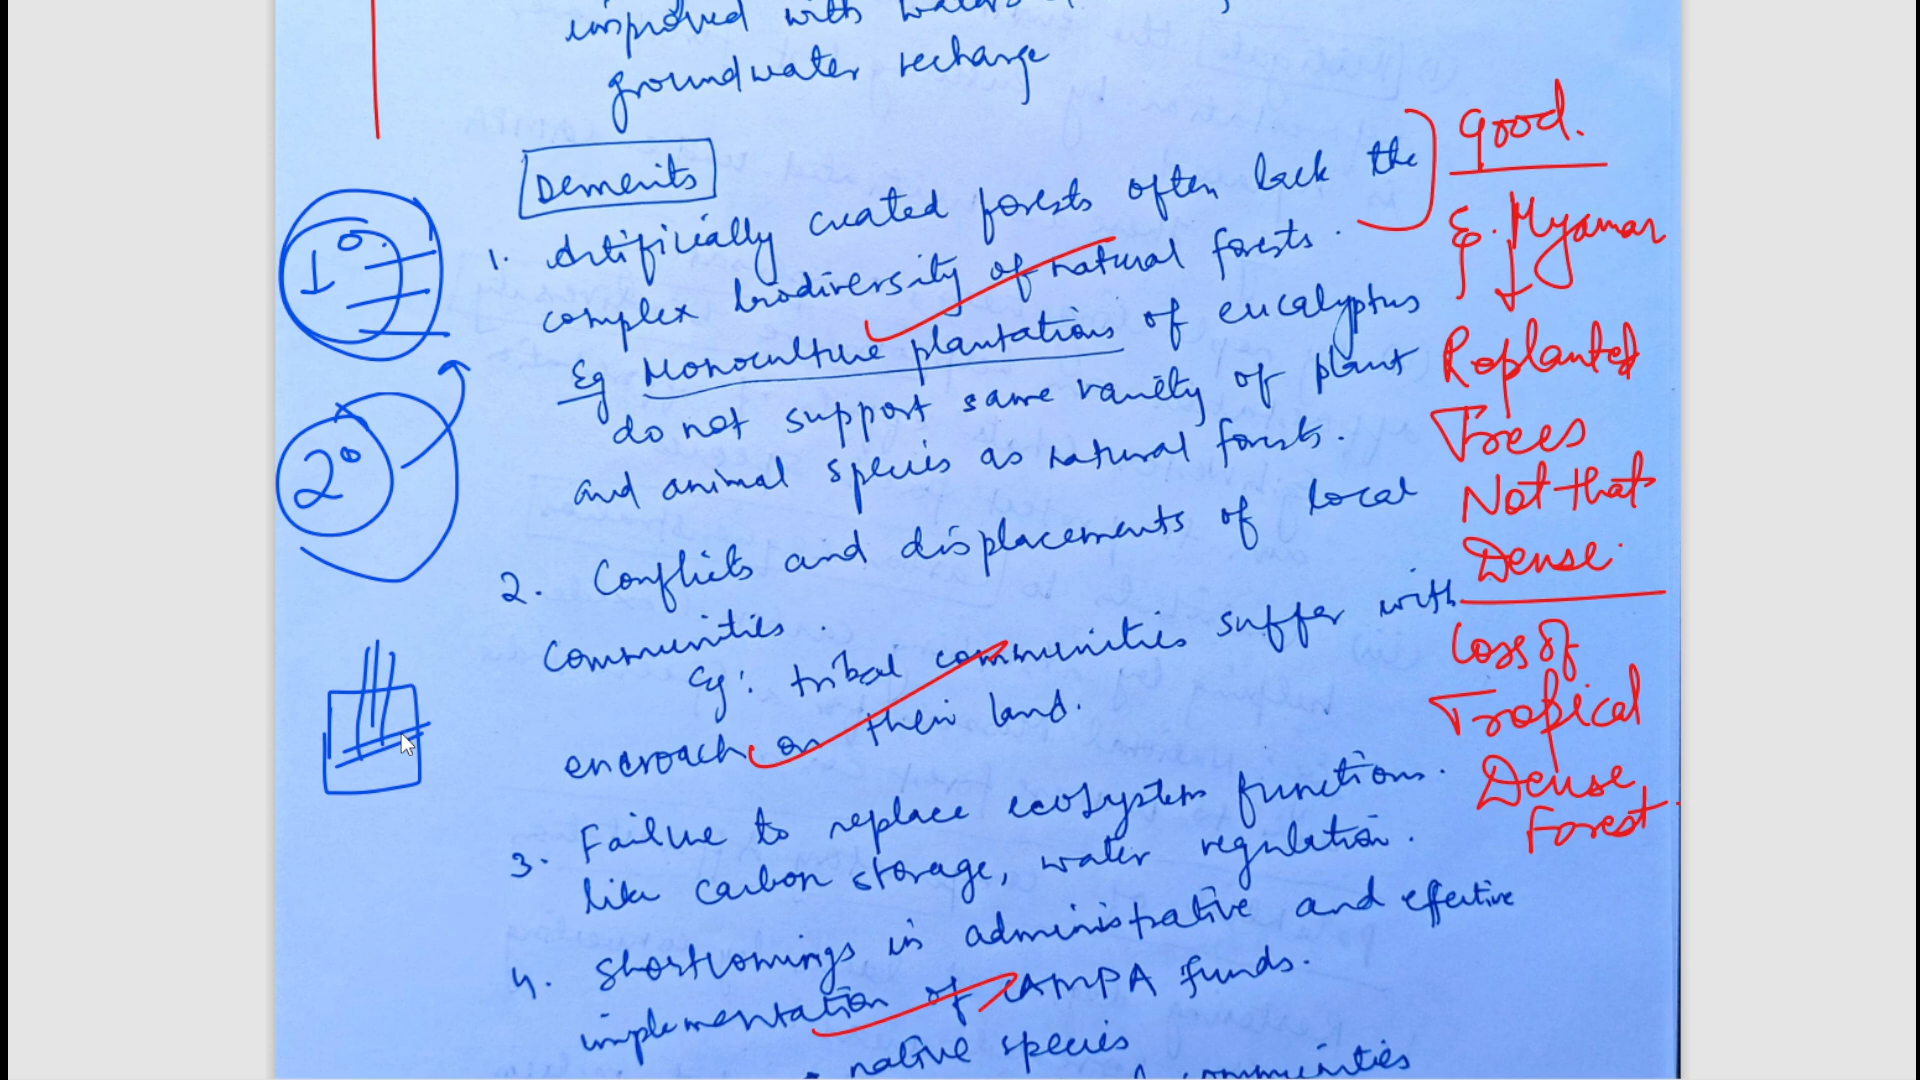 improved with
groundwater recharge
Demerits
1. Artificially created forests often lack the
complex biodiversity of natural forests.
Eg Monoculture plantations of eucalyptus
do not support same variety of plant
and animal species as natural forests.
2. Conflicts and displacements of local
communities.
Eg: tribal communities suffer with
encroach on their land.
3. Failure to replace ecosystem functions.
like carbon storage, water regulation.
4. Shortcomings in administrative and effective
implementation of CAMPA funds.
native species
communities
1°
2°
Good.
Eg. Myamar
Replanted
Trees
Not that
Dense.
Loss of
Tropical
Dense
Forest